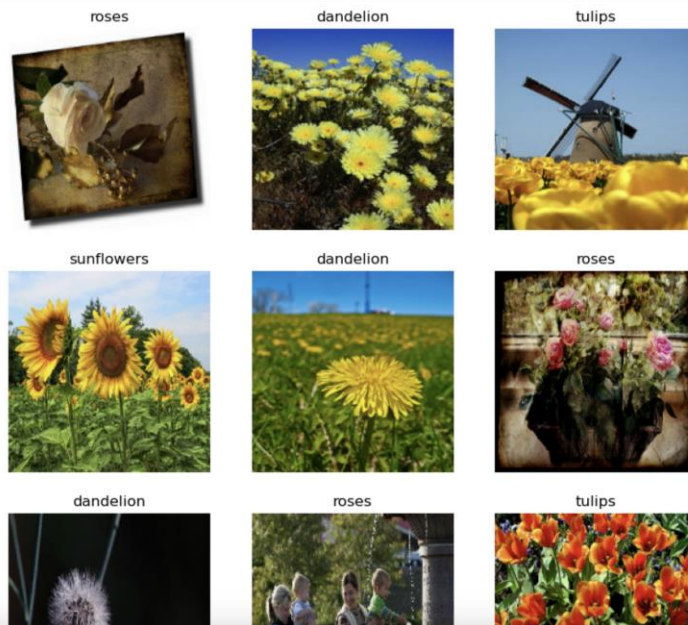 roses
dandelion
tulips
sunflowers
dandelion
roses
dandelion
roses
tulips